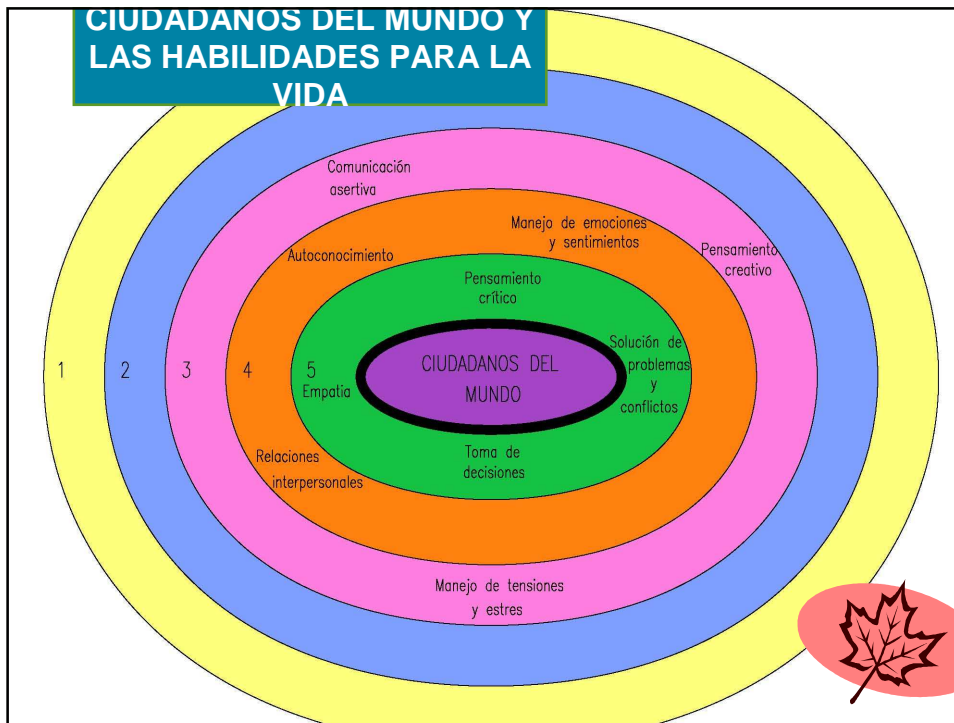 CIUDADANOS DEL MUNDO Y
LAS HABILIDADES PARA LA
VIDA
Comunicación
asertiva
Manejo de emociones
y sentimientos
Pensamiento
creativo
Autoconocimiento
Pensamiento
crítico
Solución de
problemas
y
conflictos
1
2
3
4
5
Empatia
CIUDADANOS DEL
MUNDO
Relaciones
interpersonales
Toma de
decisiones
Manejo de tensiones
y estres